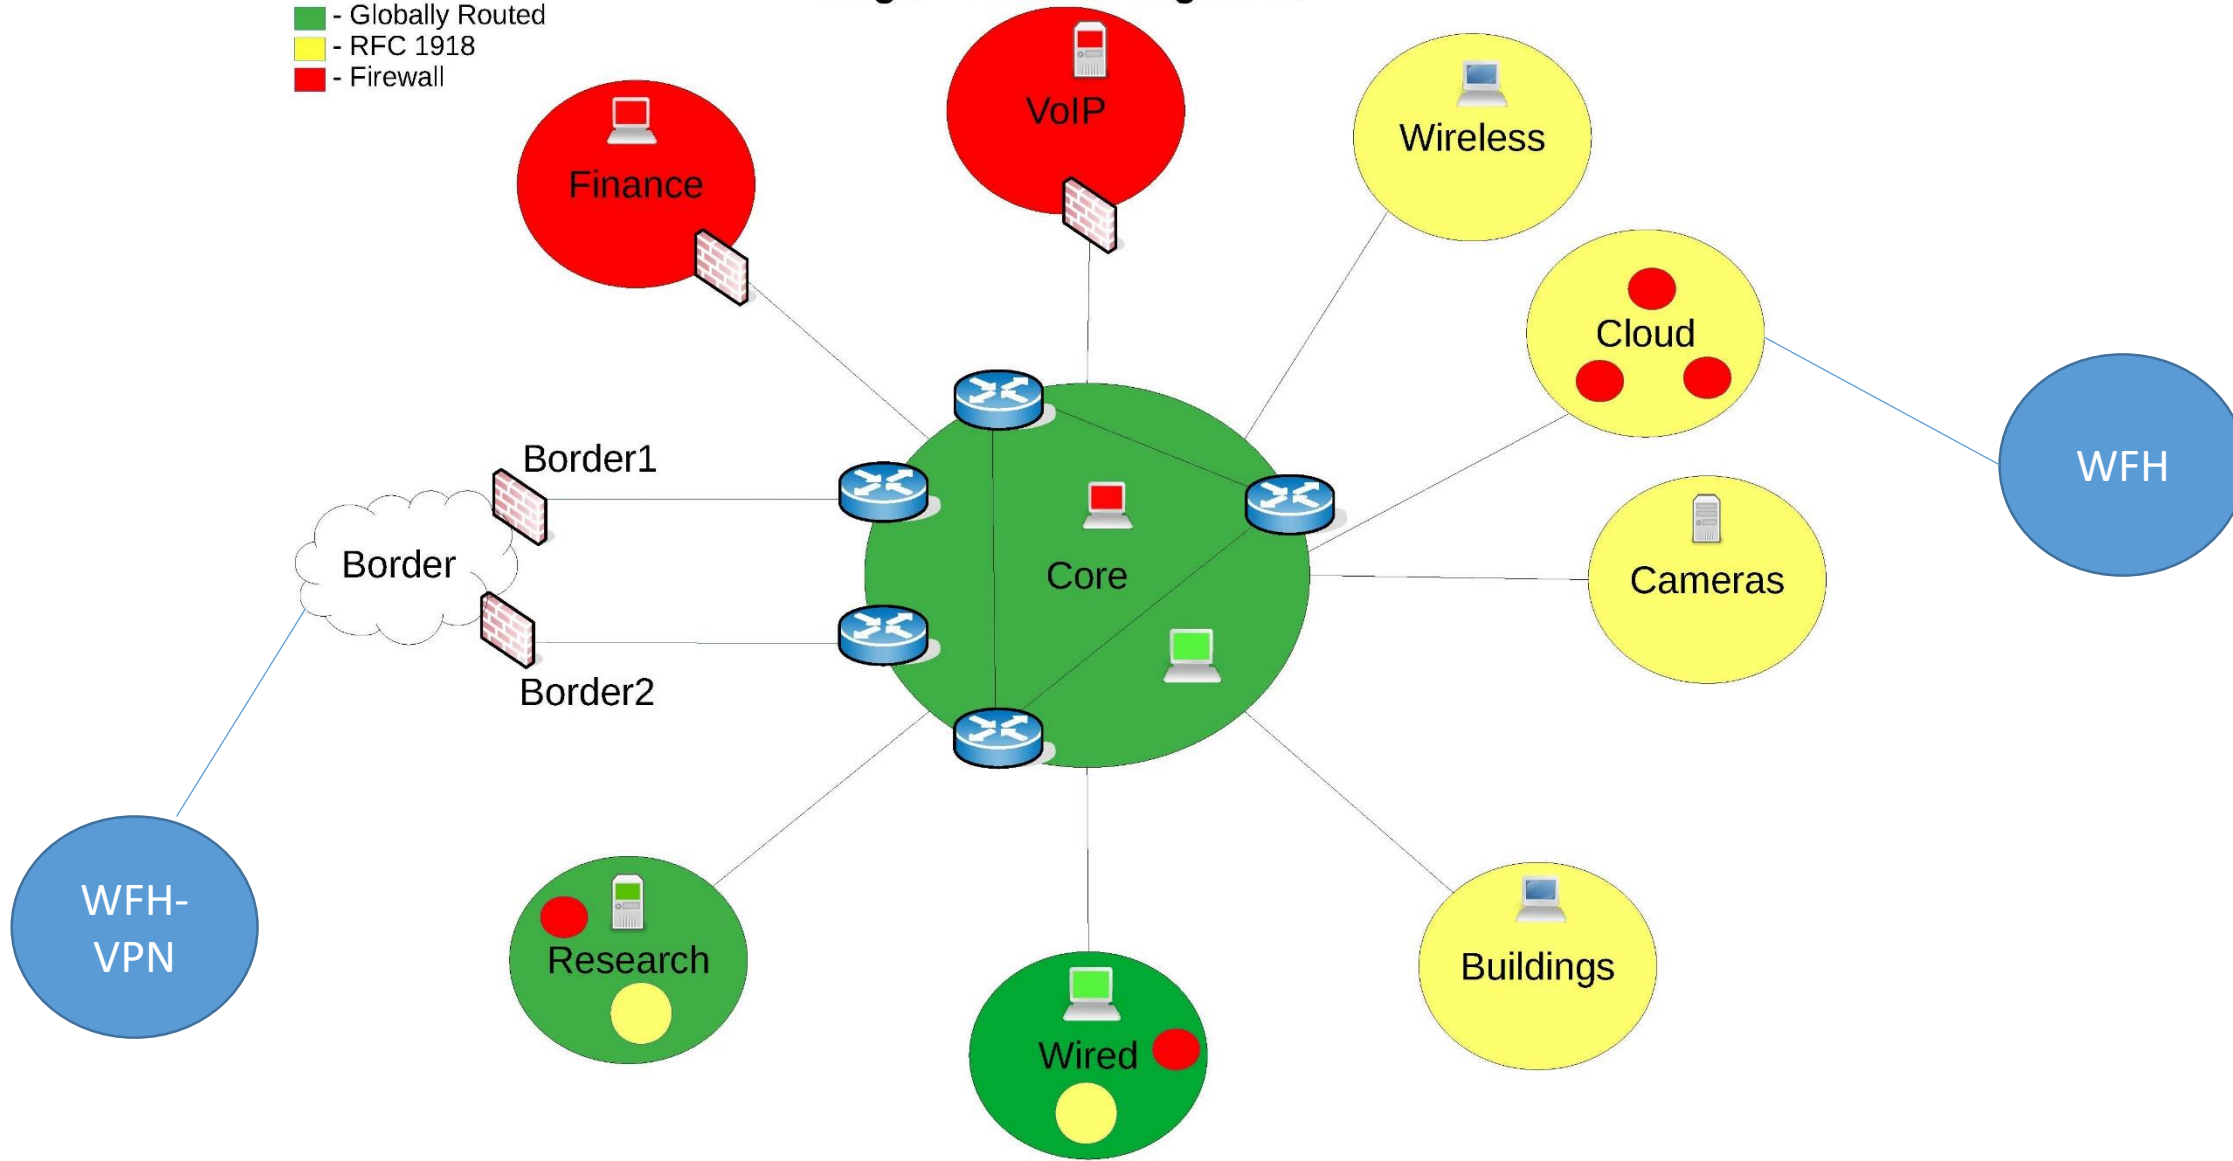 - Globally Routed
- RFC 1918
- Firewall
VoIP
Wireless
Finance
Cloud
Border1
WFH
Border
Core
Cameras
Border2
WFH-
VPN
Research
Buildings
Wired